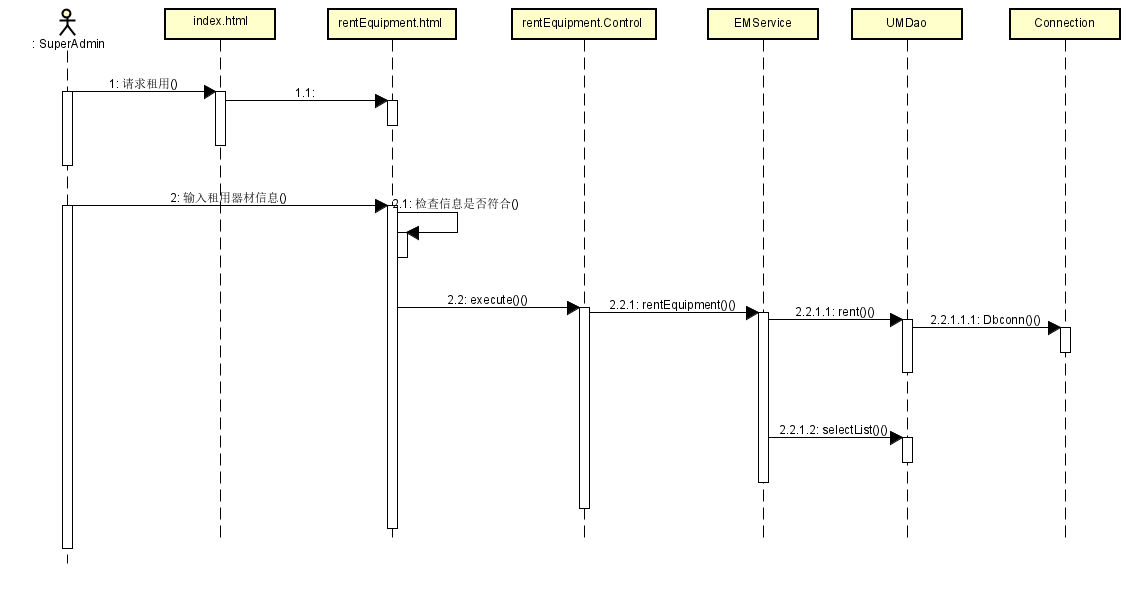 : SuperAdmin
index.html
rentEquipment.html
rentEquipment.Control
EMService
UMDao
Connection
1: 请求租用()
1.1:
2: 输入租用器材信息()
2.1: 检查信息是否符合()
2.2: execute()()
2.2.1: rentEquipment()()
2.2.1.1: rent()()
2.2.1.1.1: Dbconn()()
2.2.1.2: selectList()()